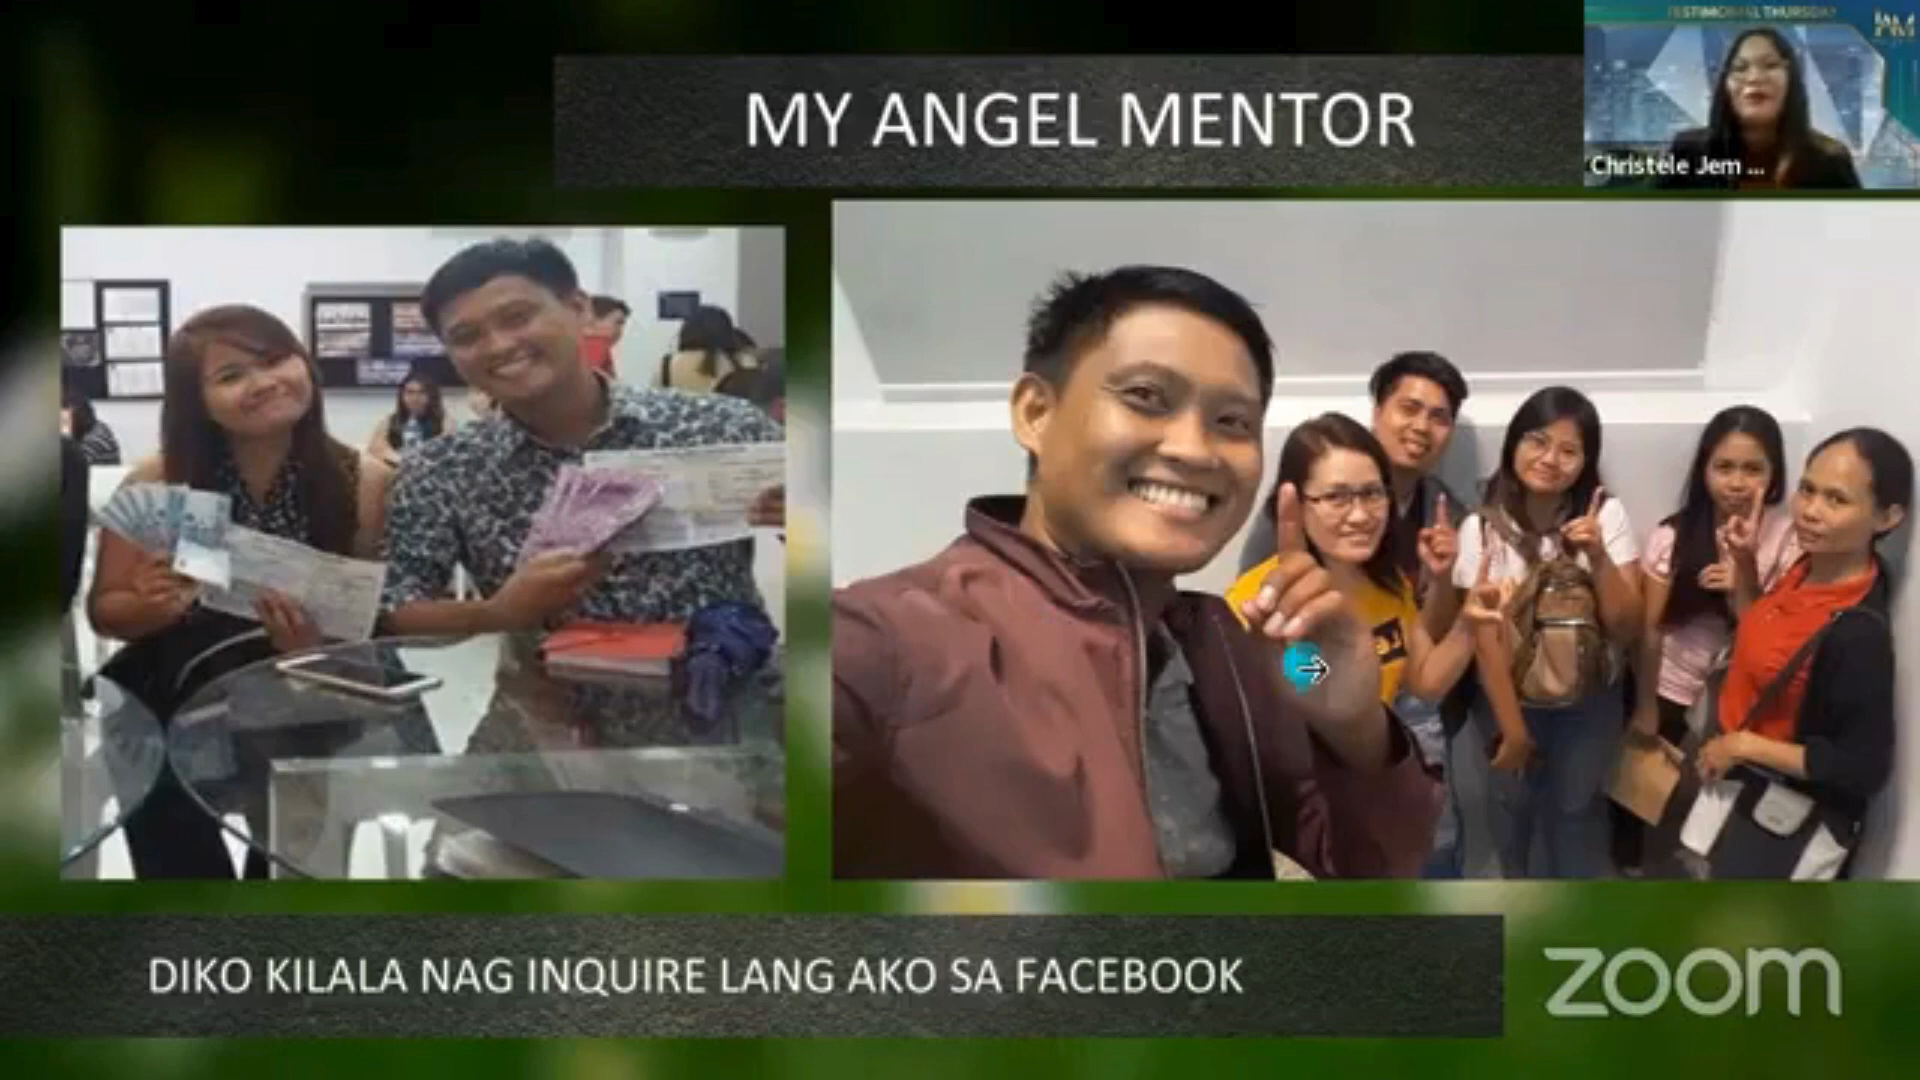 TESTIMONIAL THURSDAY
MY ANGEL MENTOR
Christele Jem ...
DIKO KILALA NAG INQUIRE LANG AKO SA FACEBOOK
zoom